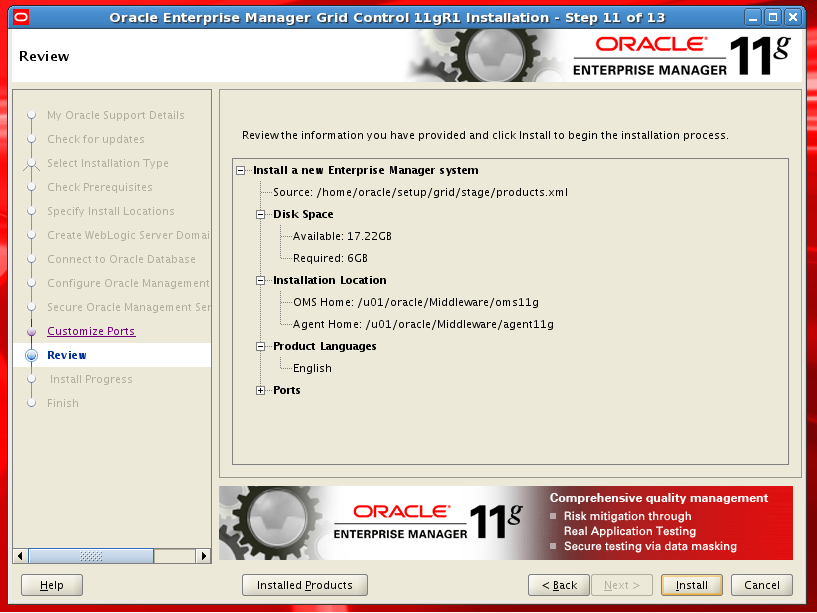 Oracle Enterprise Manager Grid Control 11gR1 Installation - Step 11 of 13
Review
ORACLE
ENTERPRISE MANAGER 11g
My Oracle Support Details
Check for updates
Select Installation Type
Check Prerequisites
Specify Install Locations
Create WebLogic Server Domai
Connect to Oracle Database
Configure Oracle Management
Secure Oracle Management Ser
Customize Ports
Review
Install Progress
Finish
Review the information you have provided and click Install to begin the installation process.
Install a new Enterprise Manager system
Source: /home/oracle/setup/grid/stage/products.xml
Disk Space
Available: 17.22GB
Required: 6GB
Installation Location
OMS Home: /u01/oracle/Middleware/oms11g
Agent Home: /u01/oracle/Middleware/agent11g
Product Languages
English
Ports
ORACLE
ENTERPRISE MANAGER 11g
Comprehensive quality management
Risk mitigation through
Real Application Testing
Secure testing via data masking
Help
Installed Products
< Back
Next >
Install
Cancel